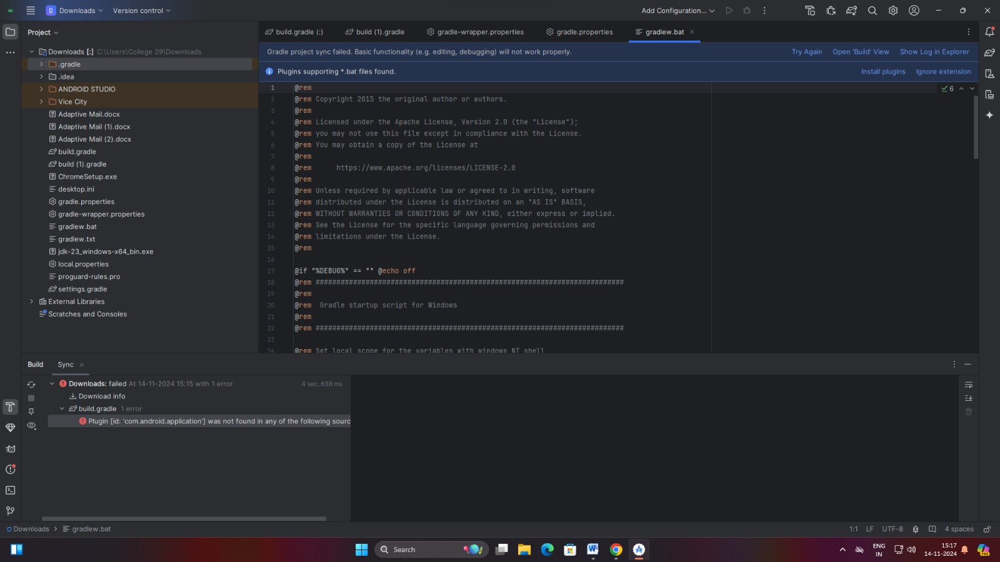 D Downloads
Version control
Add Configuration...
Project
build.gradle (:)
build (1).gradle
gradle-wrapper.properties
gradle.properties
gradlew.bat
Gradle project sync failed. Basic functionality (e.g. editing, debugging) will not work properly.
Try Again
Open 'Build' View
Show Log in Explorer
Plugins supporting *.bat files found.
Install plugins
Ignore extension
Downloads [:] C:\Users\College 29\Downloads
.gradle
.idea
ANDROID STUDIO
Vice City
Adaptive Mail.docx
Adaptive Mail (1).docx
Adaptive Mail (2).docx
build.gradle
build (1).gradle
ChromeSetup.exe
desktop.ini
gradle.properties
gradle-wrapper.properties
gradlew.bat
gradlew.txt
jdk-23_windows-x64_bin.exe
local.properties
proguard-rules.pro
settings.gradle
External Libraries
Scratches and Consoles
6
1 @rem
2 @rem Copyright 2015 the original author or authors.
3 @rem
4 @rem Licensed under the Apache License, Version 2.0 (the "License");
5 @rem you may not use this file except in compliance with the License.
6 @rem You may obtain a copy of the License at
7 @rem
8 @rem      https://www.apache.org/licenses/LICENSE-2.0
9 @rem
10 @rem Unless required by applicable law or agreed to in writing, software
11 @rem distributed under the License is distributed on an "AS IS" BASIS,
12 @rem WITHOUT WARRANTIES OR CONDITIONS OF ANY KIND, either express or implied.
13 @rem See the License for the specific language governing permissions and
14 @rem limitations under the License.
15 @rem
16
17 @if "%DEBUG%" == "" @echo off
18 @rem ##########################################################################
19 @rem
20 @rem  Gradle startup script for Windows
21 @rem
22 @rem ##########################################################################
23
24 @rem Set local scope for the variables with windows NT shell
Build
Sync
Downloads: failed At 14-11-2024 15:15 with 1 error
4 sec, 638 ms
Download info
build.gradle 1 error
Plugin [id: 'com.android.application'] was not found in any of the following sourc
Downloads > gradlew.bat
1:1
LF
UTF-8
4 spaces
Search
ENG
IN
15:17
14-11-2024
PRE